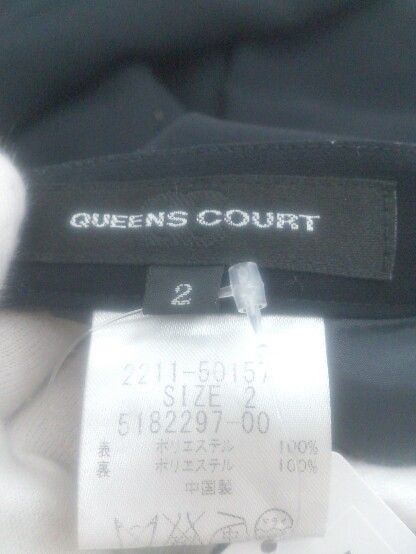 QUEENS COURT
2
2211-50157
SIZE 2
5182297-00
表 ポリエステル 100%
裏 ポリエステル 100%
中国製